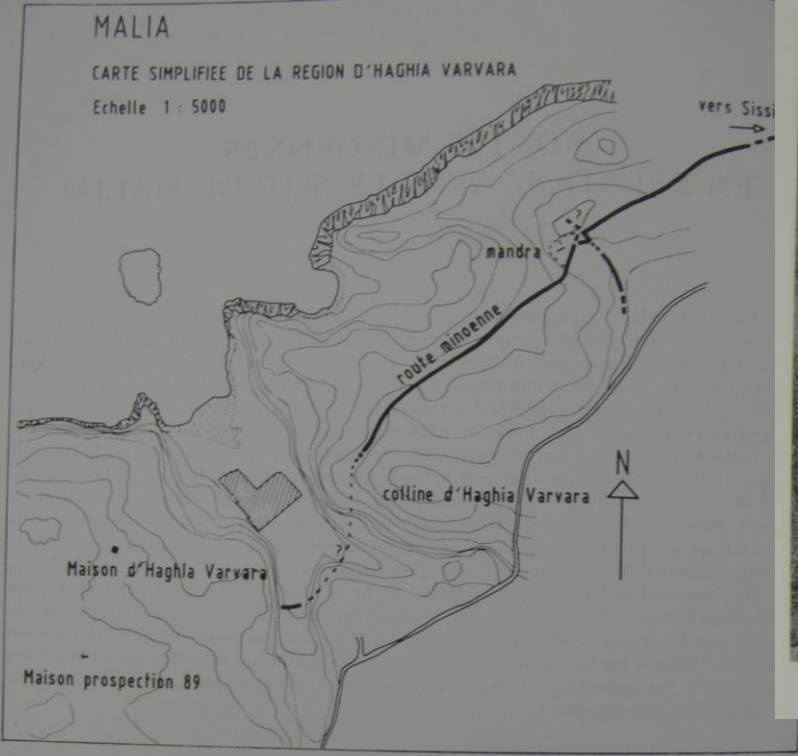 MALIA
CARTE SIMPLIFIEE DE LA REGION D'HAGHIA VARVARA
Echelle 1 : 5000
vers Sissi
?
mandra
route minoenne
N
colline d'Haghia Varvara
?
Maison d'Haghia Varvara
Maison prospection 89